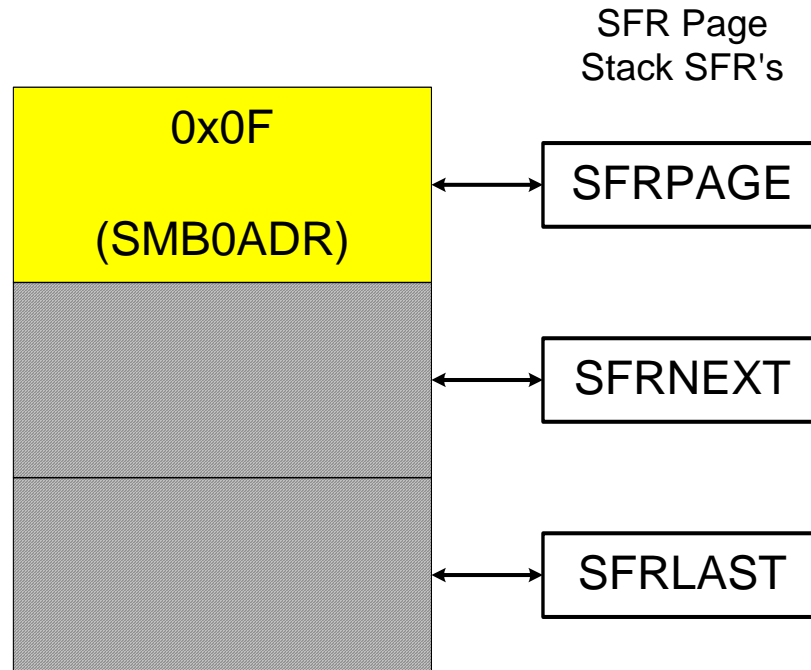 SFR Page
Stack SFR's
0x0F
(SMB0ADR)
SFRPAGE
SFRNEXT
SFRLAST